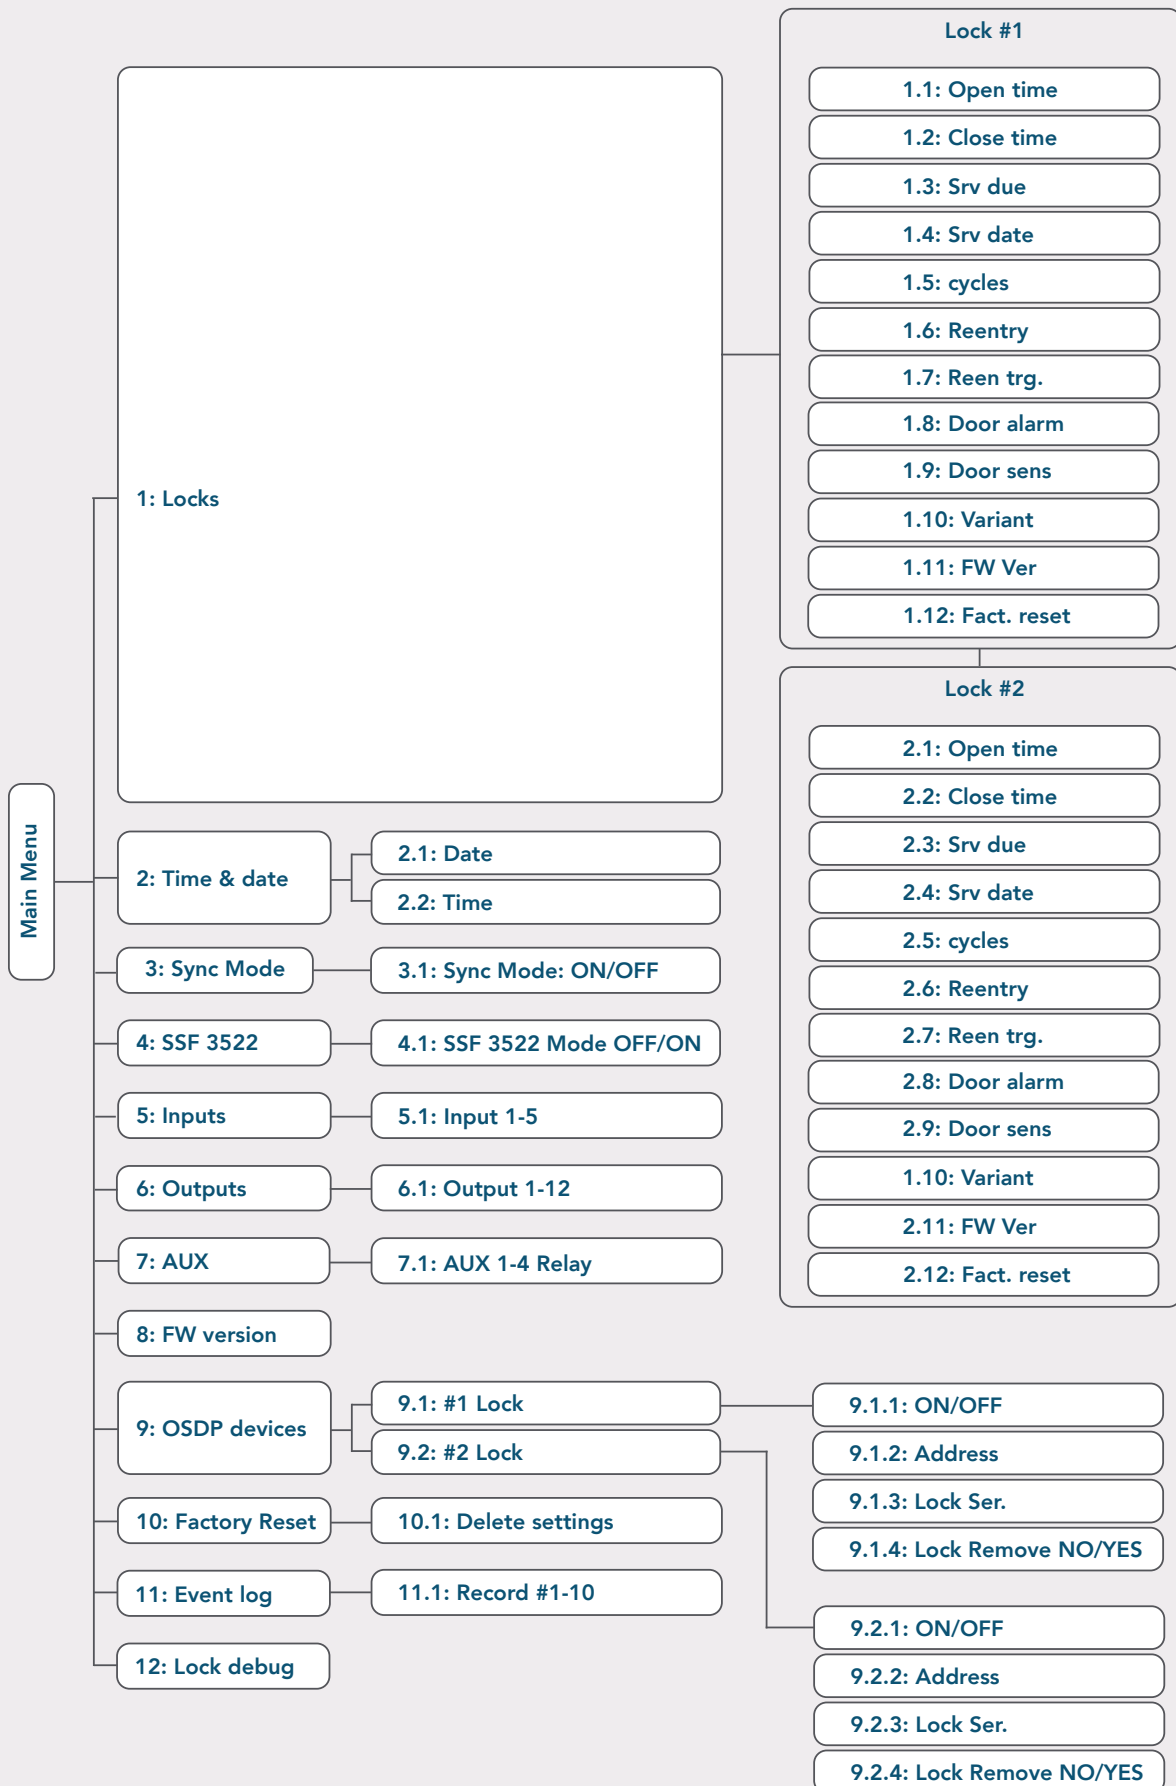 Main Menu
1: Locks
Lock #1
1.1: Open time
1.2: Close time
1.3: Srv due
1.4: Srv date
1.5: cycles
1.6: Reentry
1.7: Reen trg.
1.8: Door alarm
1.9: Door sens
1.10: Variant
1.11: FW Ver
1.12: Fact. reset
Lock #2
2.1: Open time
2.2: Close time
2.3: Srv due
2.4: Srv date
2.5: cycles
2.6: Reentry
2.7: Reen trg.
2.8: Door alarm
2.9: Door sens
1.10: Variant
2.11: FW Ver
2.12: Fact. reset
2: Time & date
2.1: Date
2.2: Time
3: Sync Mode
3.1: Sync Mode: ON/OFF
4: SSF 3522
4.1: SSF 3522 Mode OFF/ON
5: Inputs
5.1: Input 1-5
6: Outputs
6.1: Output 1-12
7: AUX
7.1: AUX 1-4 Relay
8: FW version
9: OSDP devices
9.1: #1 Lock
9.1.1: ON/OFF
9.1.2: Address
9.1.3: Lock Ser.
9.1.4: Lock Remove NO/YES
9.2: #2 Lock
9.2.1: ON/OFF
9.2.2: Address
9.2.3: Lock Ser.
9.2.4: Lock Remove NO/YES
10: Factory Reset
10.1: Delete settings
11: Event log
11.1: Record #1-10
12: Lock debug